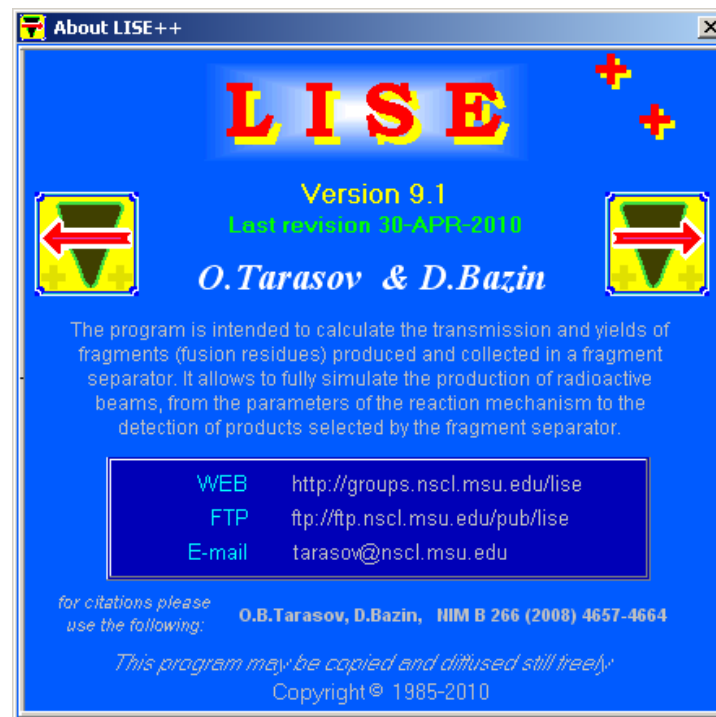 About LISE++
LISE
Version 9.1
Last revision 30-APR-2010
O.Tarasov & D.Bazin
The program is intended to calculate the transmission and yields of
fragments (fusion residues) produced and collected in a fragment
separator. It allows to fully simulate the production of radioactive
beams, from the parameters of the reaction mechanism to the
detection of products selected by the fragment separator.
WEB http://groups.nscl.msu.edu/lise
FTP ftp://ftp.nscl.msu.edu/pub/lise
E-mail tarasov@nscl.msu.edu
for citations please
use the following:
O.B.Tarasov, D.Bazin, NIM B 266 (2008) 4657-4664
This program may be copied and diffused still freely
Copyright © 1985-2010